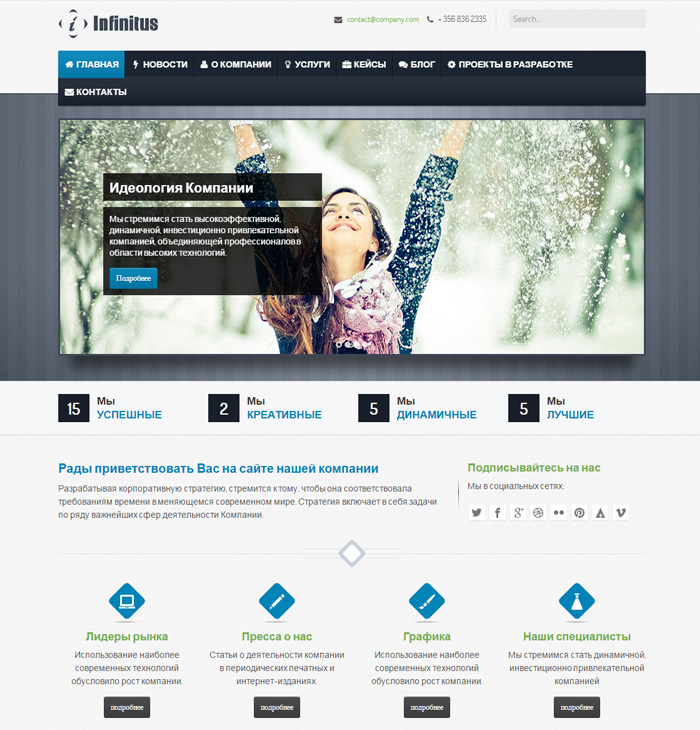 i Infinitus
contact@company.com + 356 836 2335 Search...
ГЛАВНАЯ НОВОСТИ О КОМПАНИИ УСЛУГИ КЕЙСЫ БЛОГ ПРОЕКТЫ В РАЗРАБОТКЕ
КОНТАКТЫ
Идеология Компании
Мы стремимся стать высокоэффективной,
динамичной, инвестиционно привлекательной
компанией, объединяющей профессионалов в
области высоких технологий.
Подробнее
15 Мы
УСПЕШНЫЕ
2 Мы
КРЕАТИВНЫЕ
5 Мы
ДИНАМИЧНЫЕ
5 Мы
ЛУЧШИЕ
Рады приветствовать Вас на сайте нашей компании
Разрабатывая корпоративную стратегию, стремится к тому, чтобы она соответствовала
требованиям времени в меняющемся современном мире. Стратегия включает в себя задачи
по ряду важнейших сфер деятельности Компании.
Подписывайтесь на нас
Мы в социальных сетях:
Лидеры рынка
Использование наиболее
современных технологий
обусловило рост компании.
подробнее
Пресса о нас
Статьи о деятельности компании
в периодических печатных и
интернет-изданиях.
подробнее
Графика
Использование наиболее
современных технологий
обусловило рост компании.
подробнее
Наши специалисты
Мы стремимся стать динамичной,
инвестиционно привлекательной
компанией
подробнее